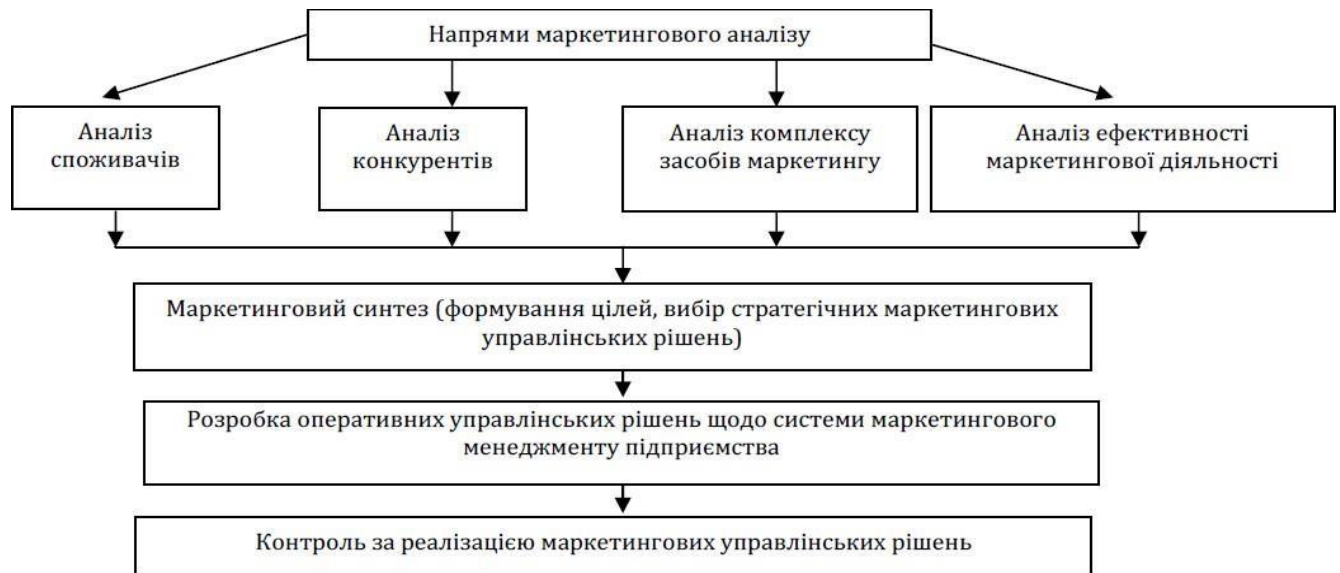 Напрями маркетингового аналізу
Аналіз
споживачів
Аналіз
конкурентів
Аналіз комплексу
засобів маркетингу
Аналіз ефективності
маркетингової діяльності
Маркетинговий синтез (формування цілей, вибір стратегічних маркетингових
управлінських рішень)
Розробка оперативних управлінських рішень щодо системи маркетингового
менеджменту підприємства
Контроль за реалізацією маркетингових управлінських рішень